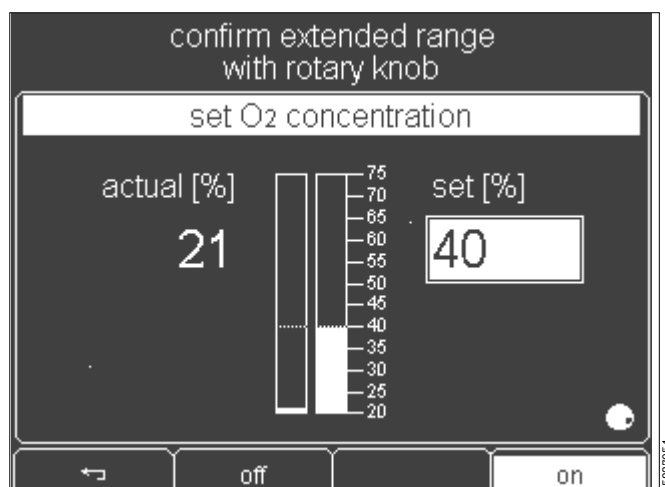 confirm extended range
with rotary knob
set O2 concentration
actual [%]
set [%]
21
40
75
70
65
60
55
50
45
40
35
30
25
20
off
on